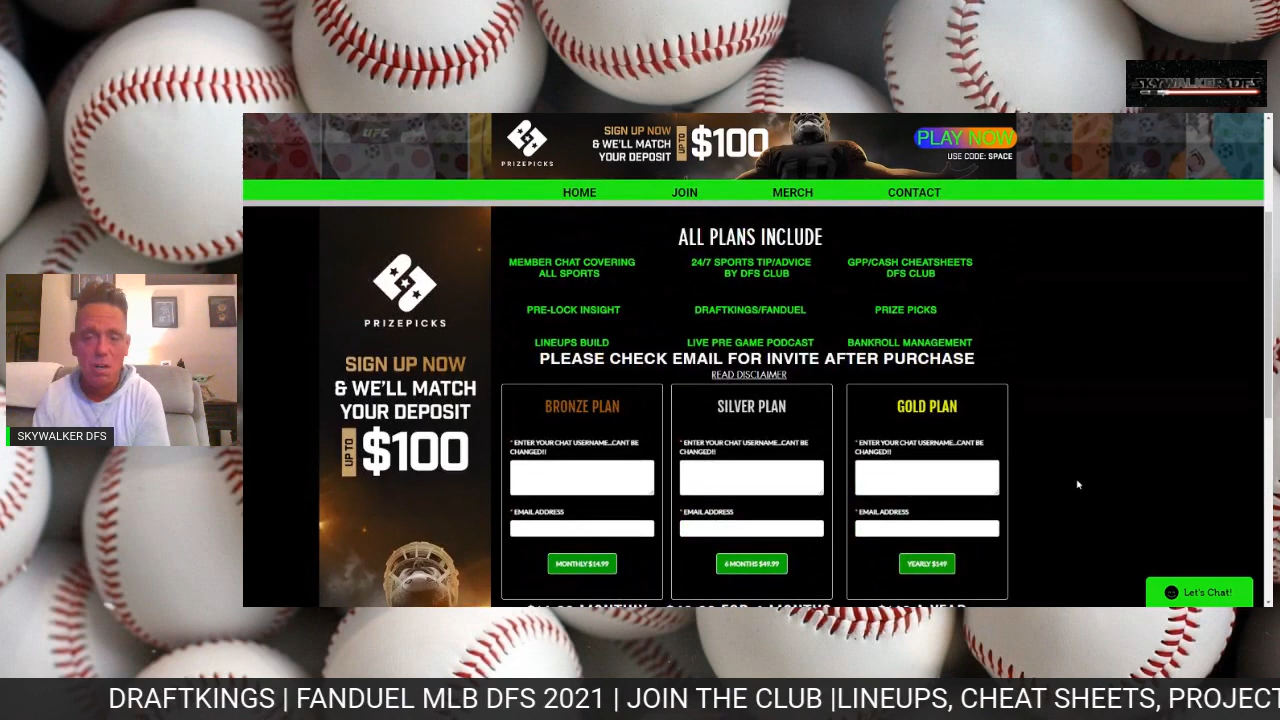 SKYWALKER DFS
UFC
PRIZEPICKS
SIGN UP NOW
& WE'LL MATCH
YOUR DEPOSIT
UP TO
$100
PLAY NOW
USE CODE: SPACE
HOME JOIN MERCH CONTACT
PRIZEPICKS
SIGN UP NOW
& WE'LL MATCH
YOUR DEPOSIT
UP TO
$100
ALL PLANS INCLUDE
MEMBER CHAT COVERING
ALL SPORTS
24/7 SPORTS TIP/ADVICE
BY DFS CLUB
GPP/CASH CHEATSHEETS
DFS CLUB
PRE-LOCK INSIGHT
DRAFTKINGS/FANDUEL
PRIZE PICKS
LINEUPS BUILD
LIVE PRE GAME PODCAST
BANKROLL MANAGEMENT
PLEASE CHECK EMAIL FOR INVITE AFTER PURCHASE
READ DISCLAIMER
BRONZE PLAN
* ENTER YOUR CHAT USERNAME...CANT BE
CHANGED!!
* EMAIL ADDRESS
MONTHLY $14.99
SILVER PLAN
* ENTER YOUR CHAT USERNAME...CANT BE
CHANGED!!
* EMAIL ADDRESS
6 MONTHS $49.99
GOLD PLAN
* ENTER YOUR CHAT USERNAME...CANT BE
CHANGED!!
* EMAIL ADDRESS
YEARLY $149
Let's Chat!
SKYWALKER DFS
DRAFTKINGS | FANDUEL MLB DFS 2021 | JOIN THE CLUB |LINEUPS, CHEAT SHEETS, PROJECT